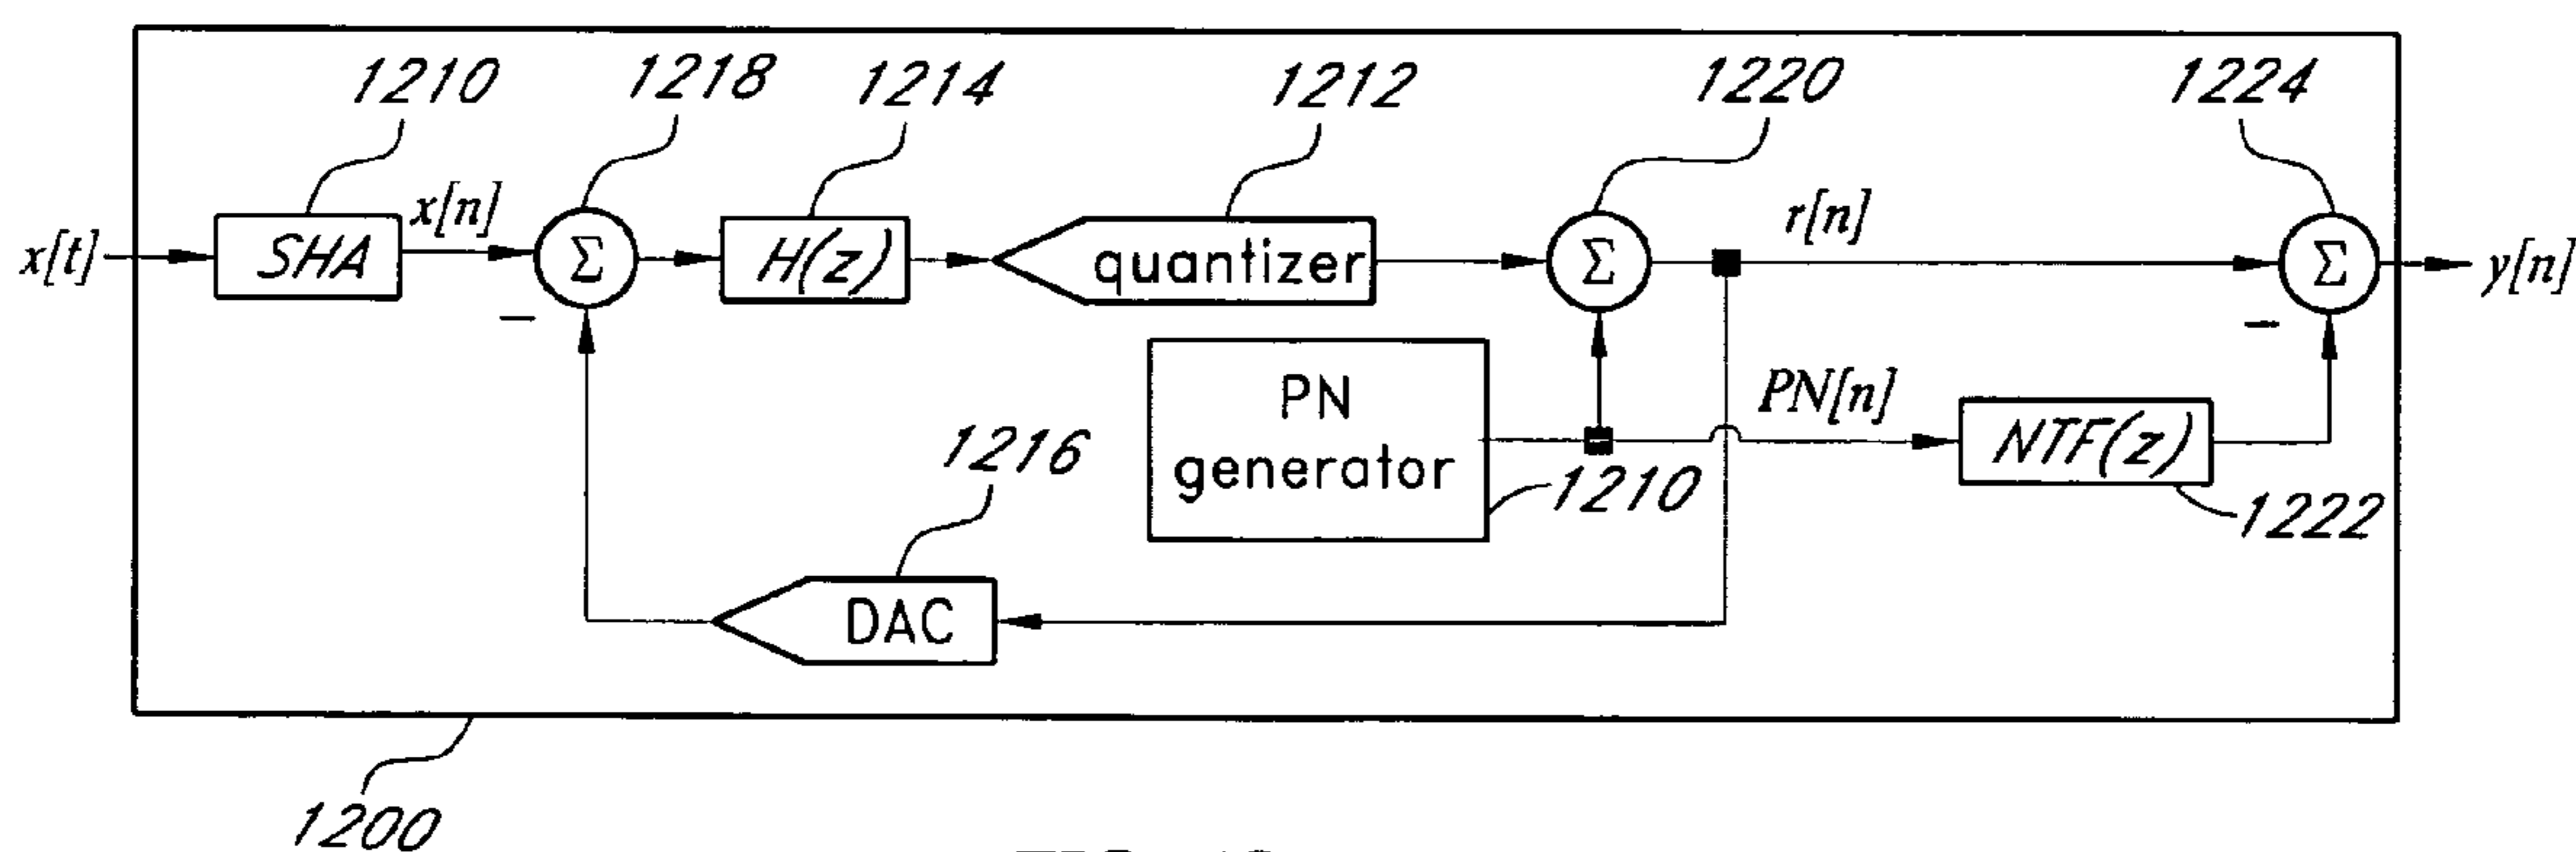 1210
1218
1214
1212
1220
1224
x[t]
SHA
x[n]
Σ
H(z)
quantizer
Σ
r[n]
Σ
y[n]
−
−
PN
generator
PN[n]
NTF(z)
1216
1210
1222
DAC
1200